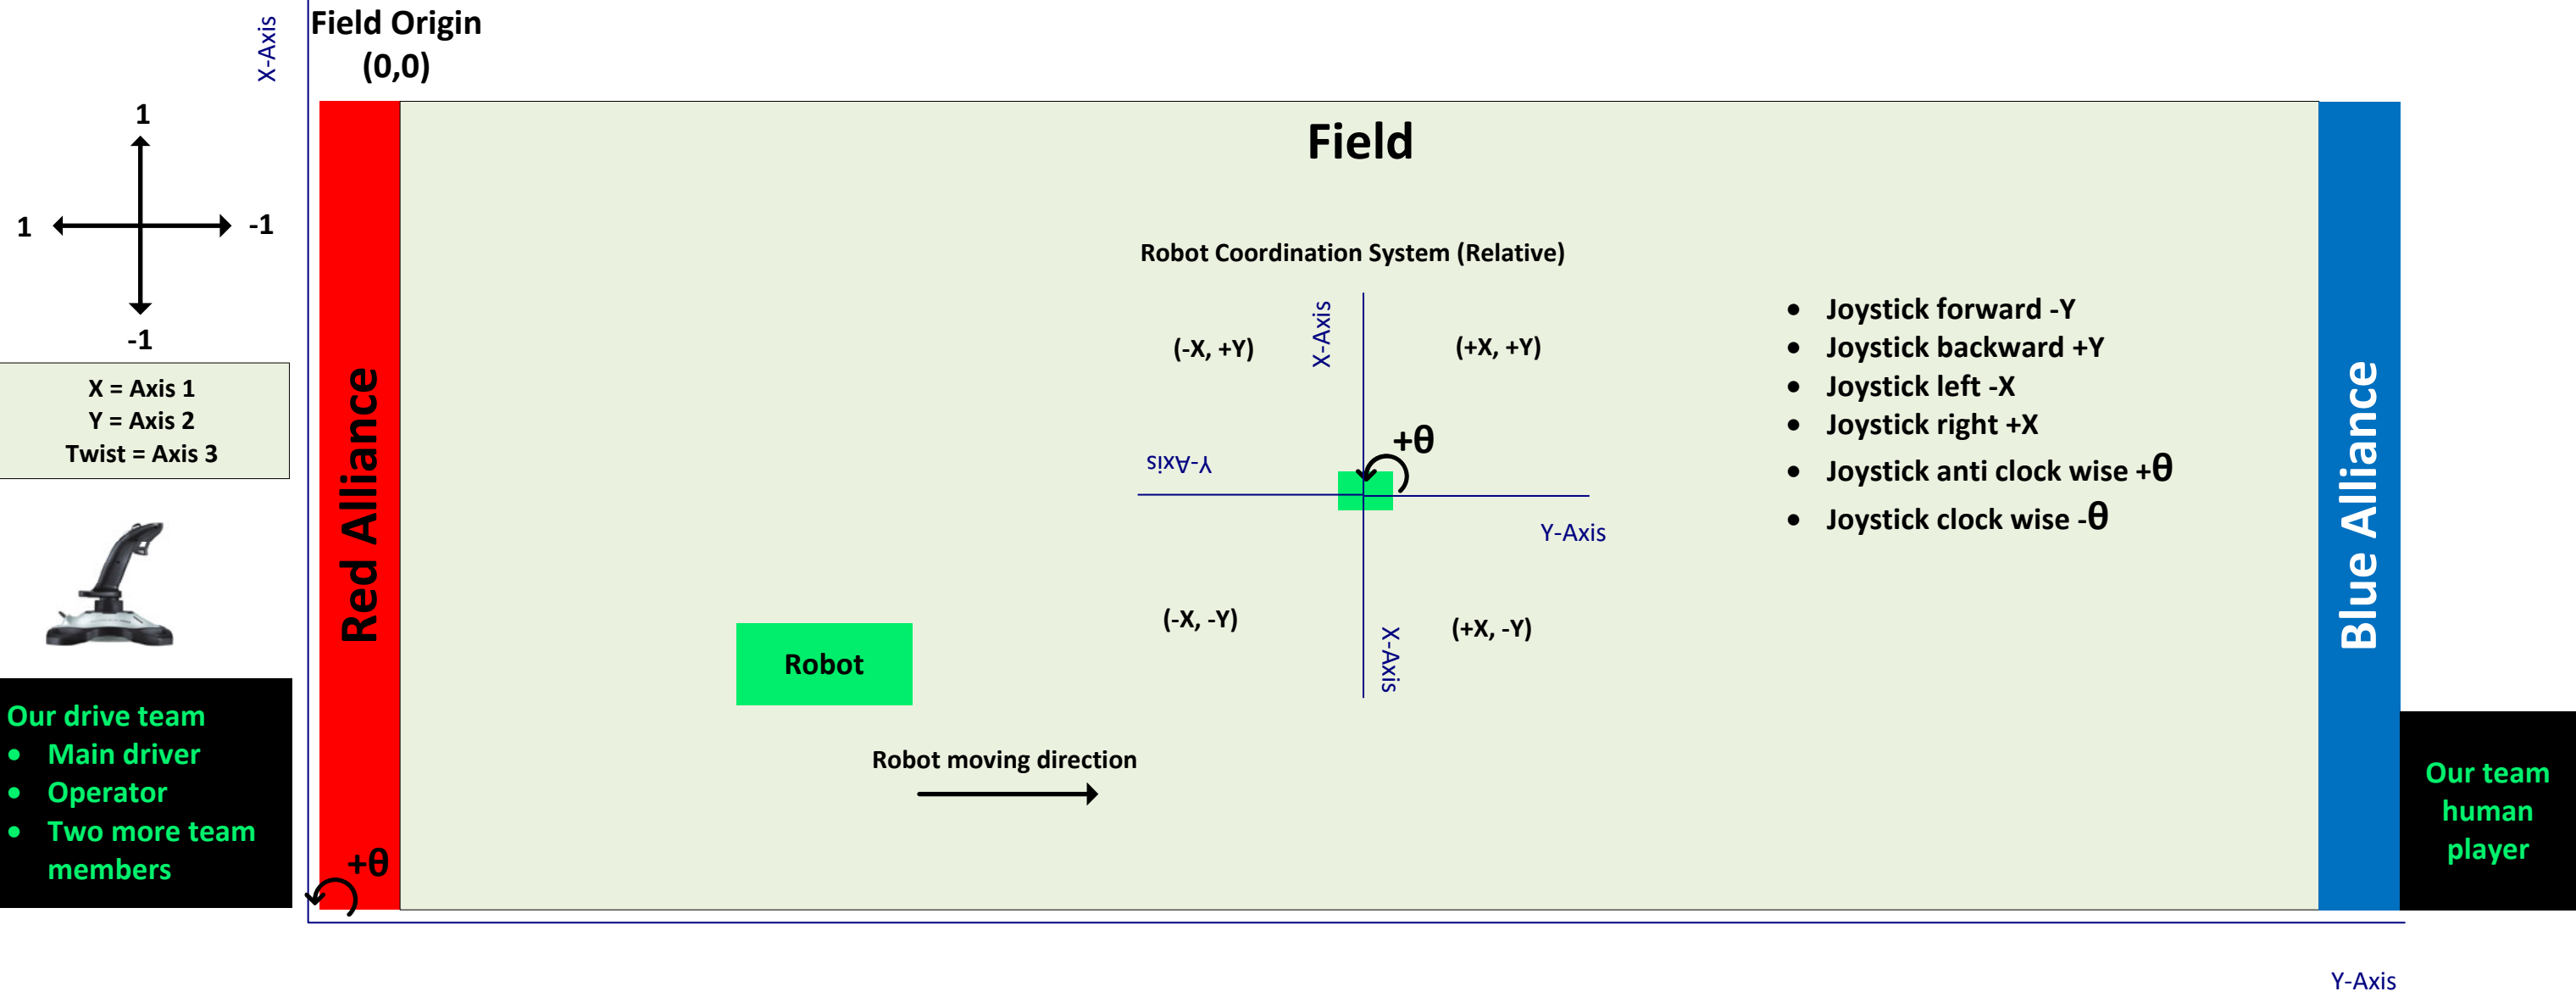 X-Axis
Field Origin
(0,0)
1
1
-1
-1
X = Axis 1
Y = Axis 2
Twist = Axis 3
Our drive team
• Main driver
• Operator
• Two more team
members
Red Alliance
+θ
Field
Robot Coordination System (Relative)
X-Axis
(-X, +Y)
(+X, +Y)
+θ
Y-Axis
Y-Axis
(-X, -Y)
(+X, -Y)
X-Axis
Robot
Robot moving direction
• Joystick forward -Y
• Joystick backward +Y
• Joystick left -X
• Joystick right +X
• Joystick anti clock wise +θ
• Joystick clock wise -θ
Blue Alliance
Our team
human
player
Y-Axis